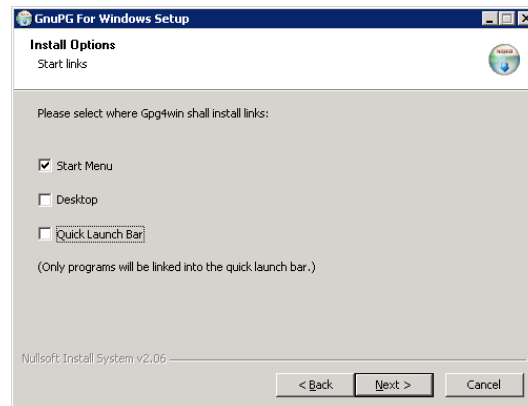 GnuPG For Windows Setup
Install Options
Start links
Please select where Gpg4win shall install links:
Start Menu
Desktop
Quick Launch Bar
(Only programs will be linked into the quick launch bar.)
Nullsoft Install System v2.06
< Back Next > Cancel